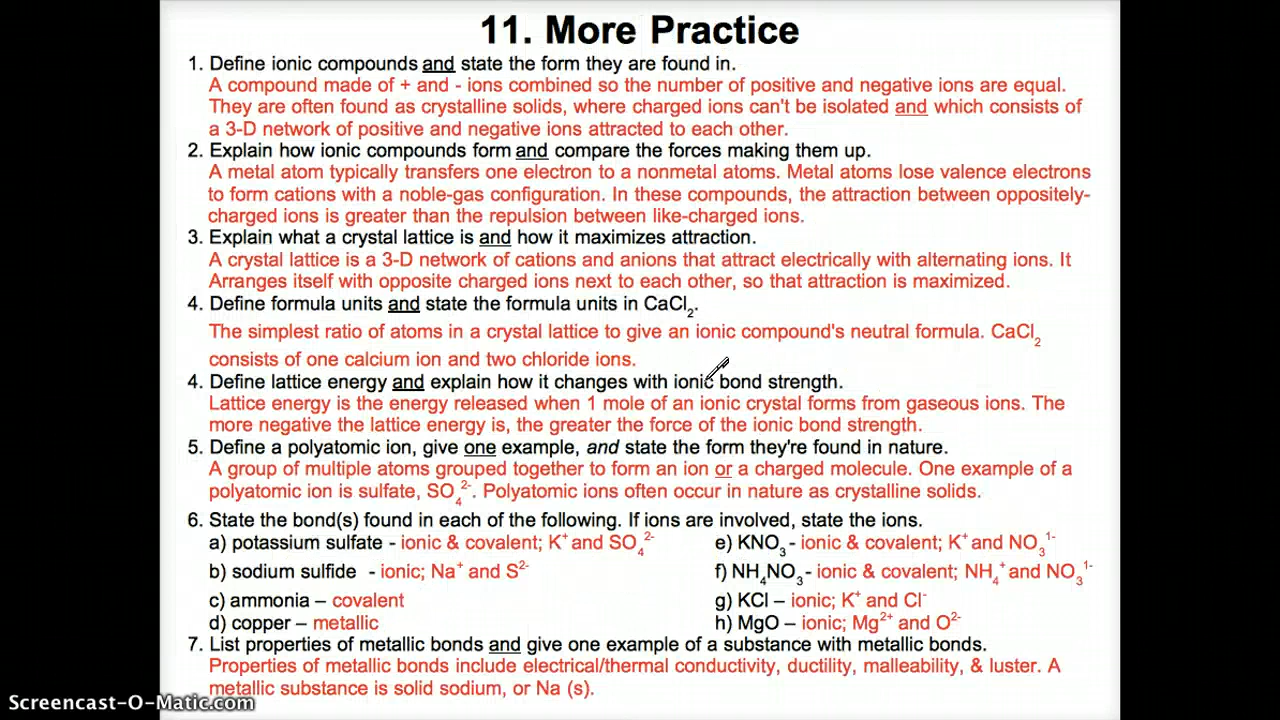 11. More Practice
1. Define ionic compounds and state the form they are found in.
A compound made of + and - ions combined so the number of positive and negative ions are equal.
They are often found as crystalline solids, where charged ions can't be isolated and which consists of
a 3-D network of positive and negative ions attracted to each other.
2. Explain how ionic compounds form and compare the forces making them up.
A metal atom typically transfers one electron to a nonmetal atoms. Metal atoms lose valence electrons
to form cations with a noble-gas configuration. In these compounds, the attraction between oppositely-
charged ions is greater than the repulsion between like-charged ions.
3. Explain what a crystal lattice is and how it maximizes attraction.
A crystal lattice is a 3-D network of cations and anions that attract electrically with alternating ions. It
Arranges itself with opposite charged ions next to each other, so that attraction is maximized.
4. Define formula units and state the formula units in CaCl₂.
The simplest ratio of atoms in a crystal lattice to give an ionic compound's neutral formula. CaCl₂
consists of one calcium ion and two chloride ions.
4. Define lattice energy and explain how it changes with ionic bond strength.
Lattice energy is the energy released when 1 mole of an ionic crystal forms from gaseous ions. The
more negative the lattice energy is, the greater the force of the ionic bond strength.
5. Define a polyatomic ion, give one example, and state the form they're found in nature.
A group of multiple atoms grouped together to form an ion or a charged molecule. One example of a
polyatomic ion is sulfate, SO₄²⁻. Polyatomic ions often occur in nature as crystalline solids.
6. State the bond(s) found in each of the following. If ions are involved, state the ions.
a) potassium sulfate - ionic & covalent; K⁺ and SO₄²⁻
b) sodium sulfide - ionic; Na⁺ and S²⁻
c) ammonia – covalent
d) copper – metallic
e) KNO₃ - ionic & covalent; K⁺ and NO₃¹⁻
f) NH₄NO₃ - ionic & covalent; NH₄⁺ and NO₃¹⁻
g) KCl – ionic; K⁺ and Cl⁻
h) MgO – ionic; Mg²⁺ and O²⁻
7. List properties of metallic bonds and give one example of a substance with metallic bonds.
Properties of metallic bonds include electrical/thermal conductivity, ductility, malleability, & luster. A
metallic substance is solid sodium, or Na (s).
Screencast-O-Matic.com